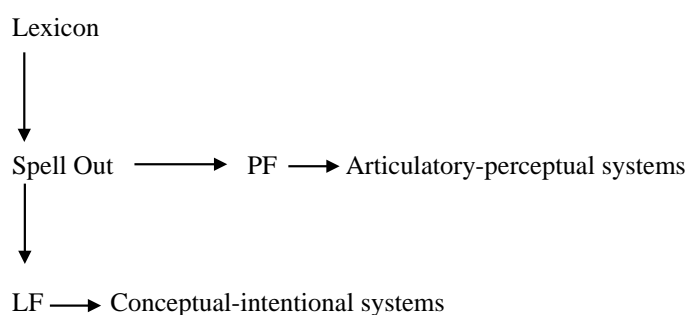 Lexicon
Spell Out PF Articulatory-perceptual systems
LF Conceptual-intentional systems